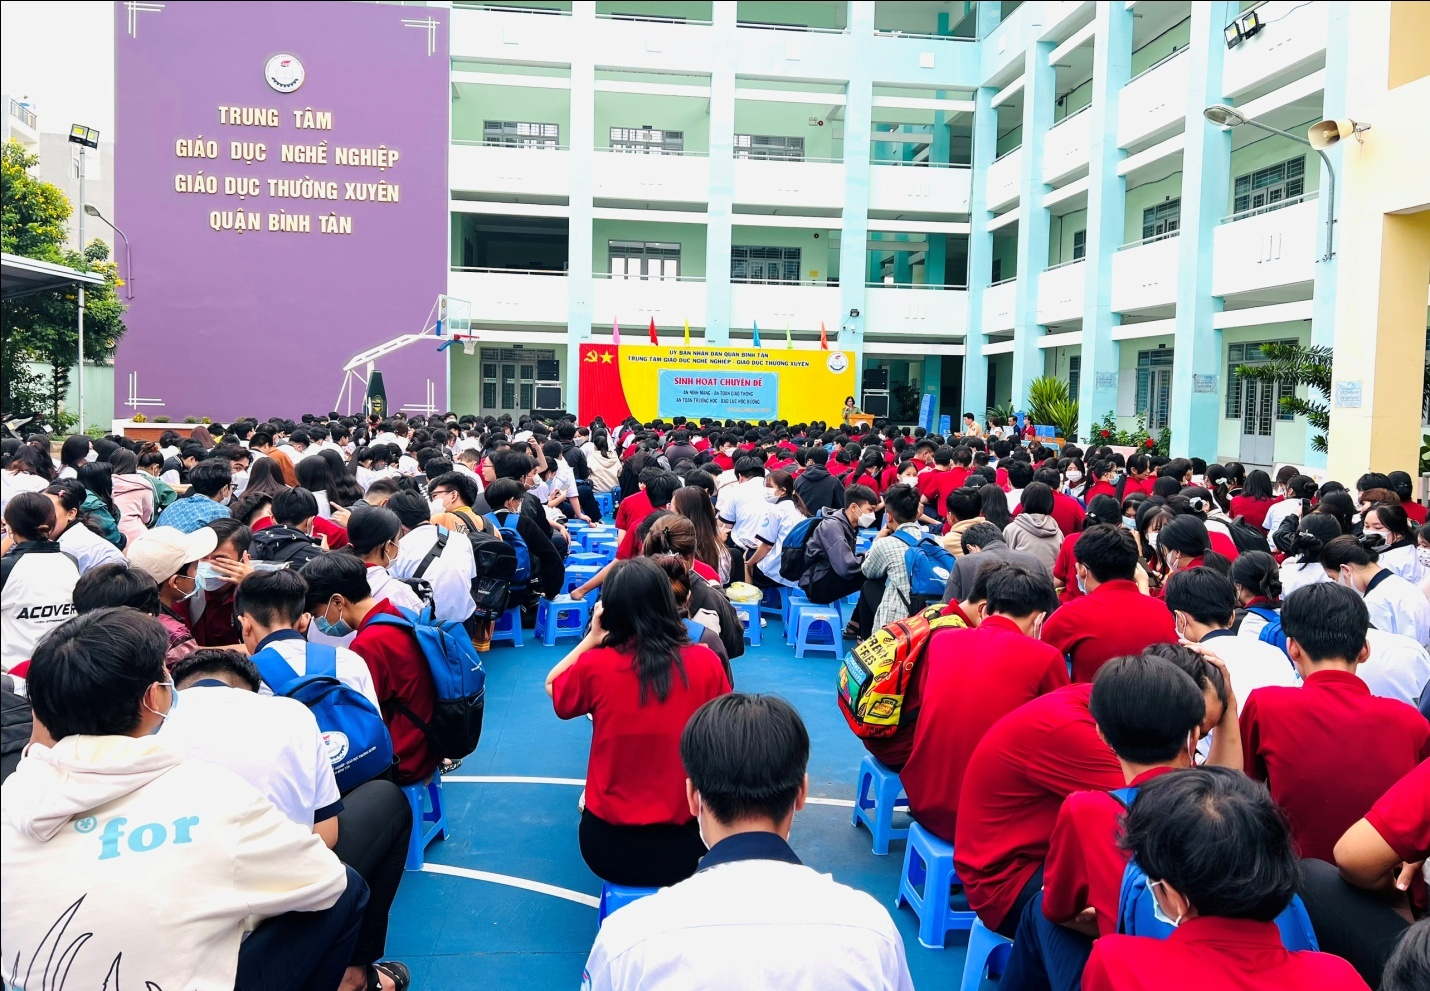 TRUNG TÂM
GIÁO DỤC NGHỀ NGHIỆP
GIÁO DỤC THƯỜNG XUYÊN
QUẬN BÌNH TÂN
ỦY BAN NHÂN DÂN QUẬN BÌNH TÂN
TRUNG TÂM GIÁO DỤC NGHỀ NGHIỆP - GIÁO DỤC THƯỜNG XUYÊN
SINH HOẠT CHUYÊN ĐỀ
AN NINH MẠNG - AN TOÀN GIAO THÔNG
AN TOÀN TRƯỜNG HỌC - BẠO LỰC HỌC ĐƯỜNG
ACOVER
for